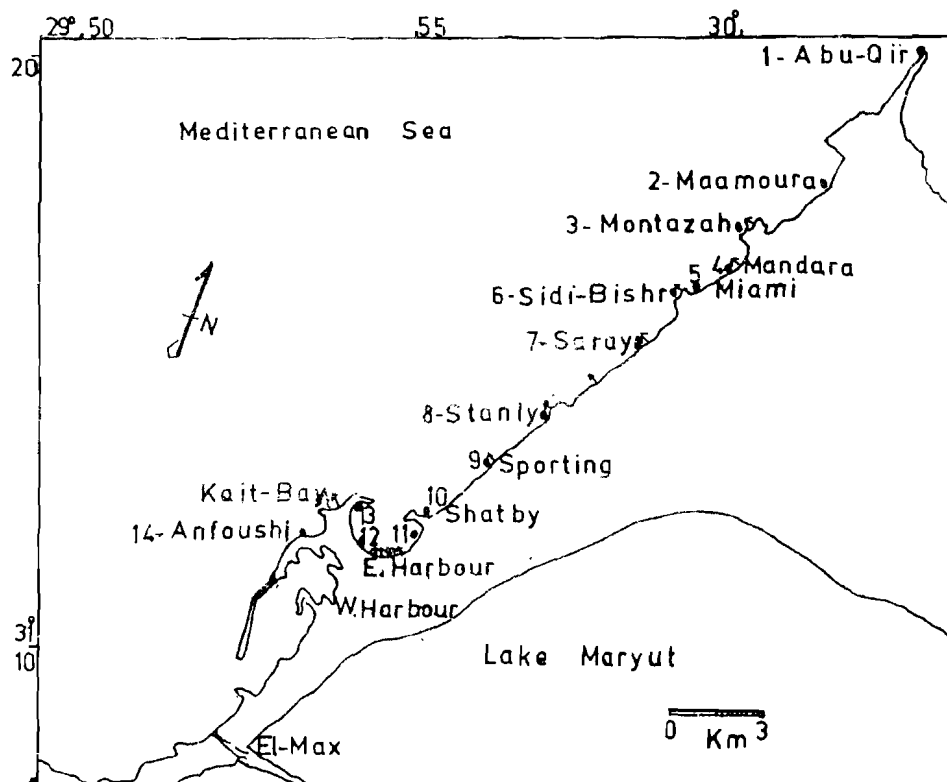 29°.50
55
30°
20
1-Abu-Qir
Mediterranean Sea
2-Maamoura
3-Montazah
4-Mandara
5
Miami
6-Sidi-Bishr
7-Saray
8-Stanly
9-Sporting
Kait-Bay
10
Shatby
13
14-Anfoushi
12
11
E.Harbour
W.Harbour
N
31°
10
Lake Maryut
0 3
Km
El-Max